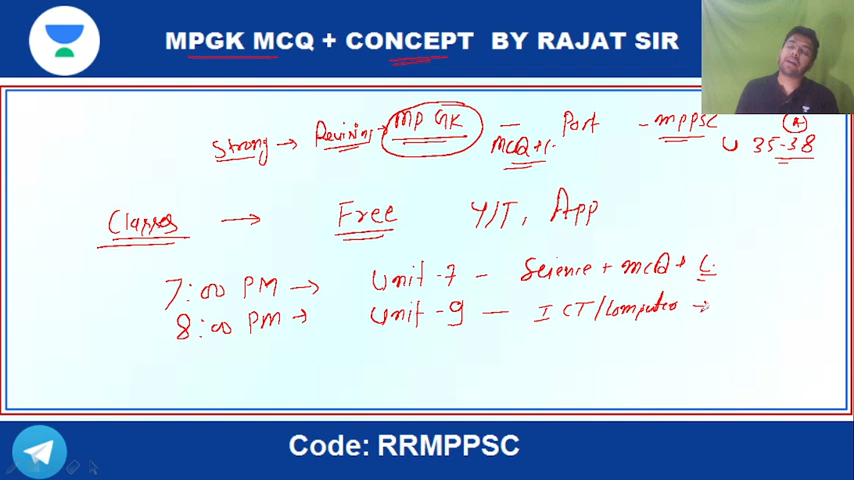 MPGK MCQ + CONCEPT BY RAJAT SIR
Strong → Revising → MP GK — Part - MPPSC (A)
MCQ+C. 35-38
Classes → Free Y/T, App
7:00 PM → Unit-7 - Science + MCQ + C.
8:00 PM → Unit-9 — ICT/Computer →
Code: RRMPPSC